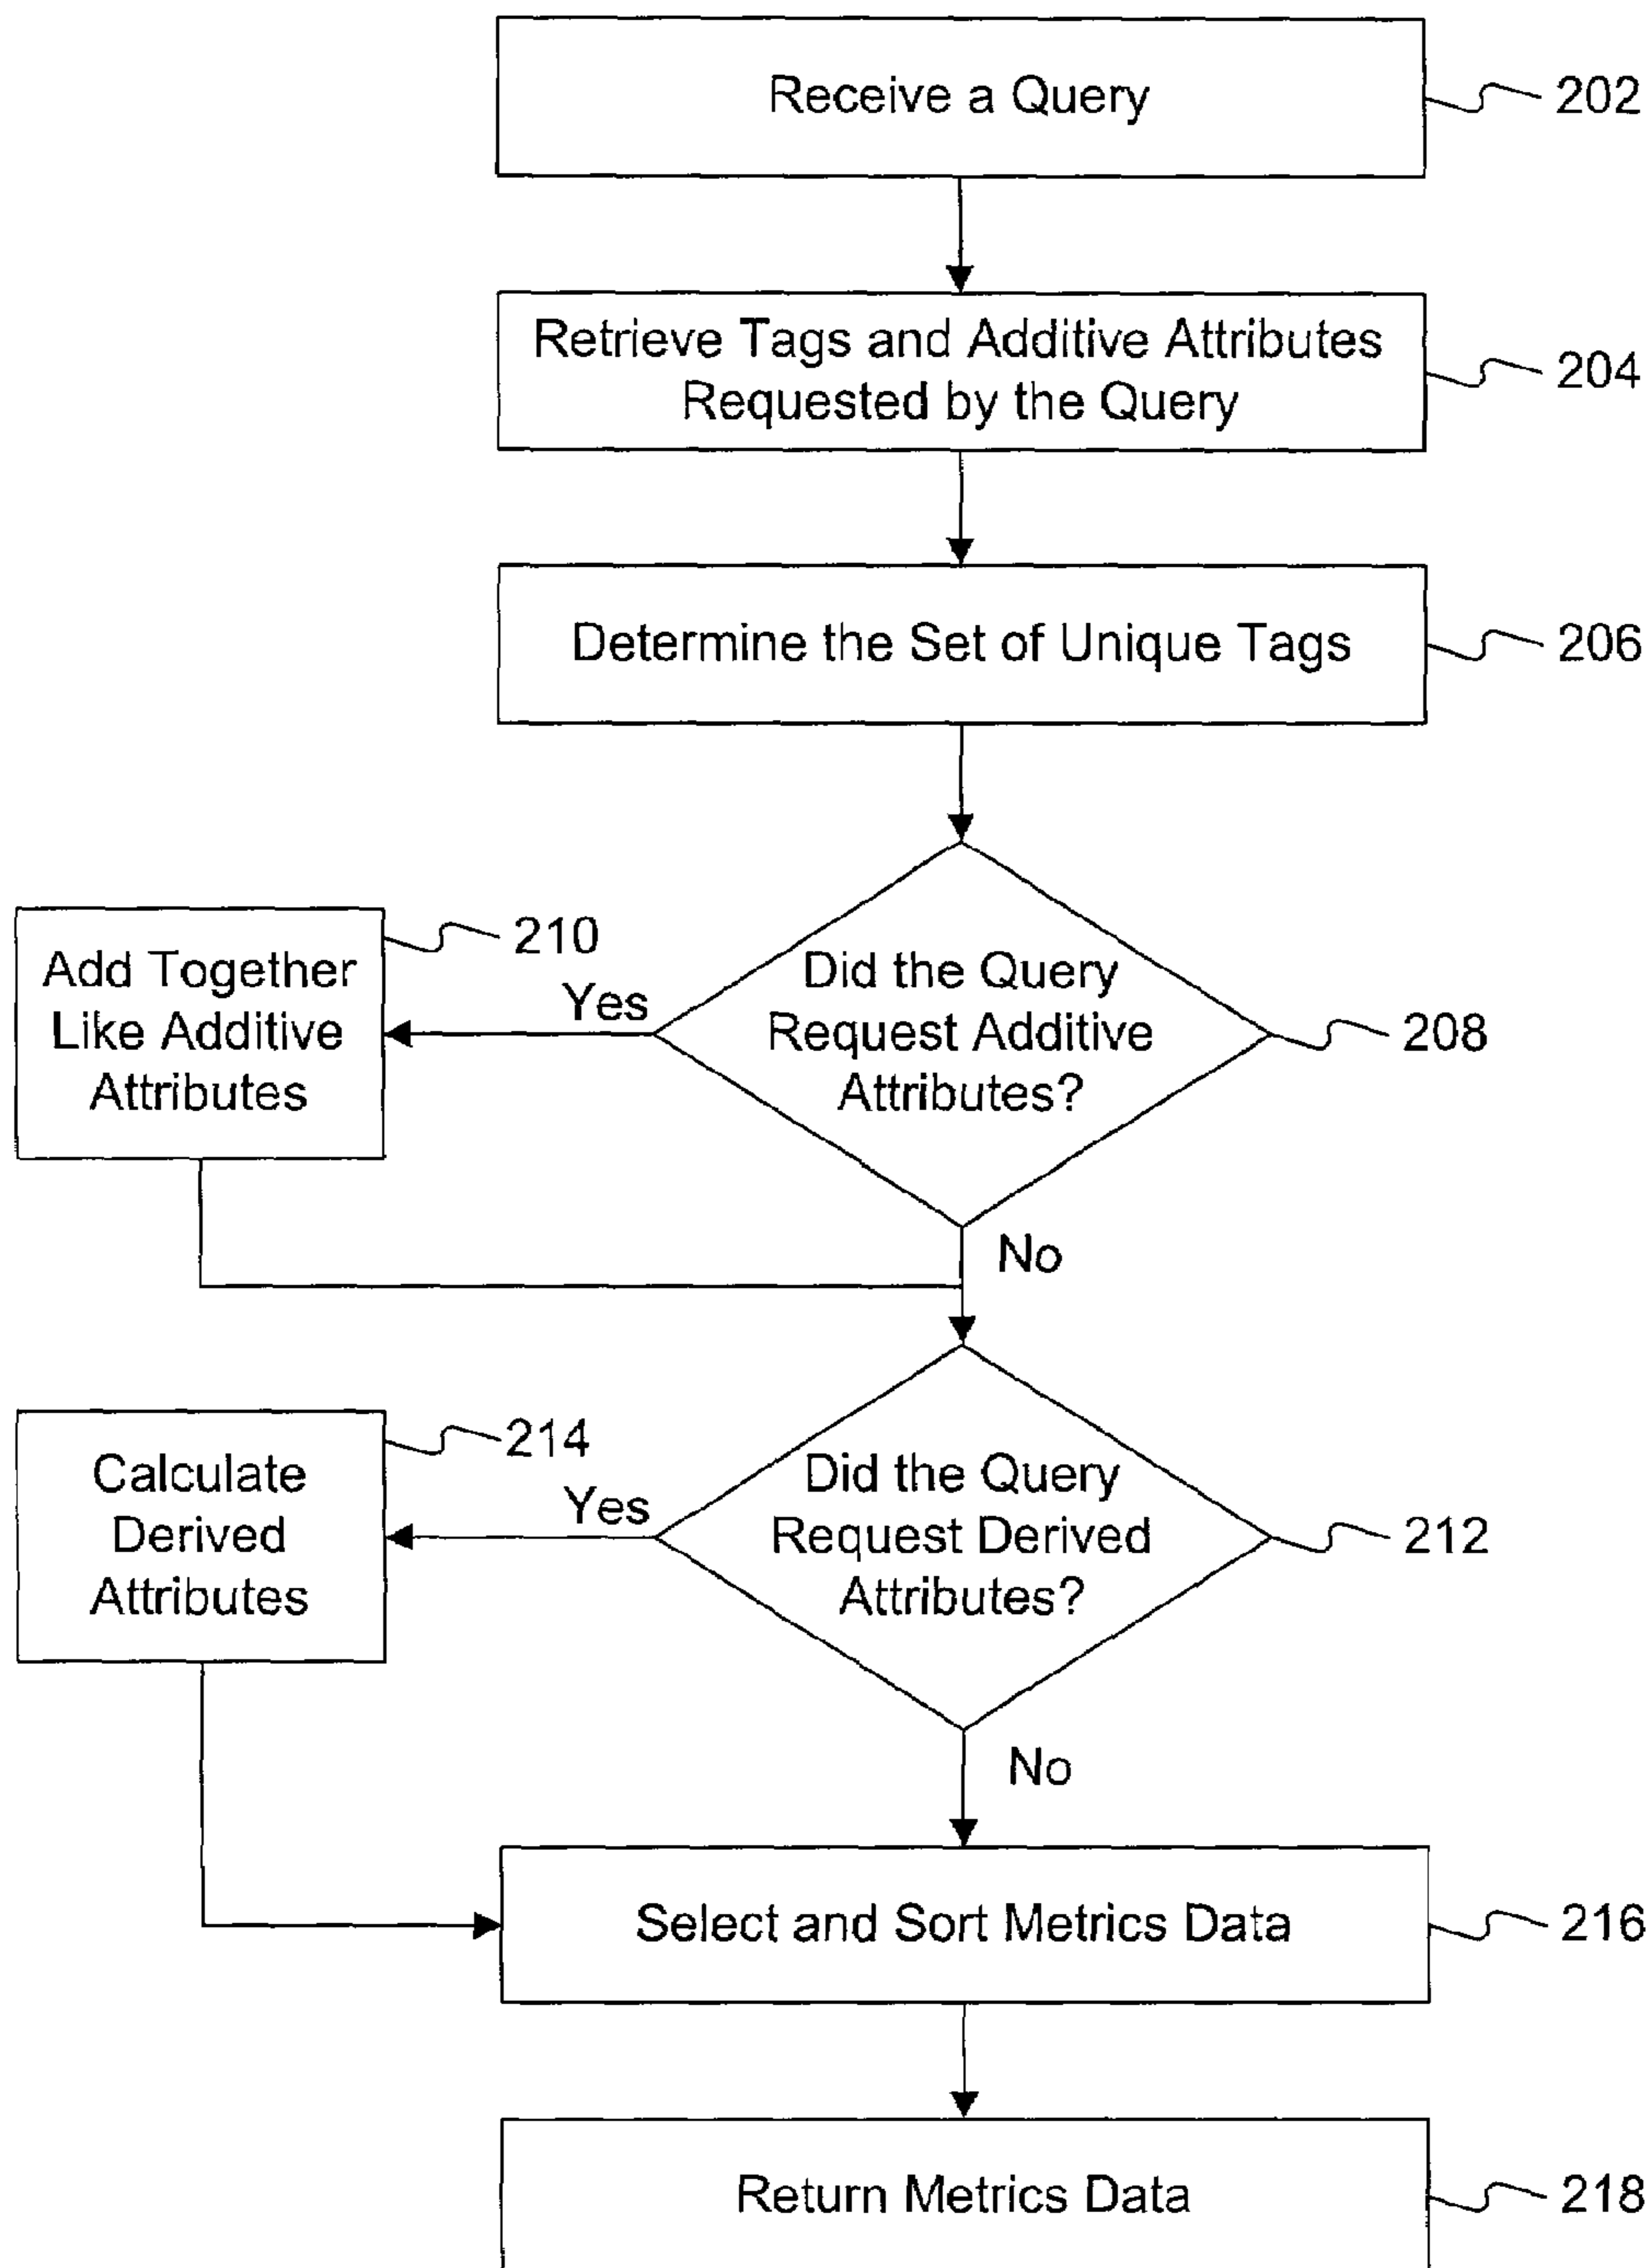 Receive a Query
202
Retrieve Tags and Additive Attributes
Requested by the Query
204
Determine the Set of Unique Tags
206
210
Add Together
Like Additive
Attributes
Yes
Did the Query
Request Additive
Attributes?
208
No
214
Calculate
Derived
Attributes
Yes
Did the Query
Request Derived
Attributes?
212
No
Select and Sort Metrics Data
216
Return Metrics Data
218